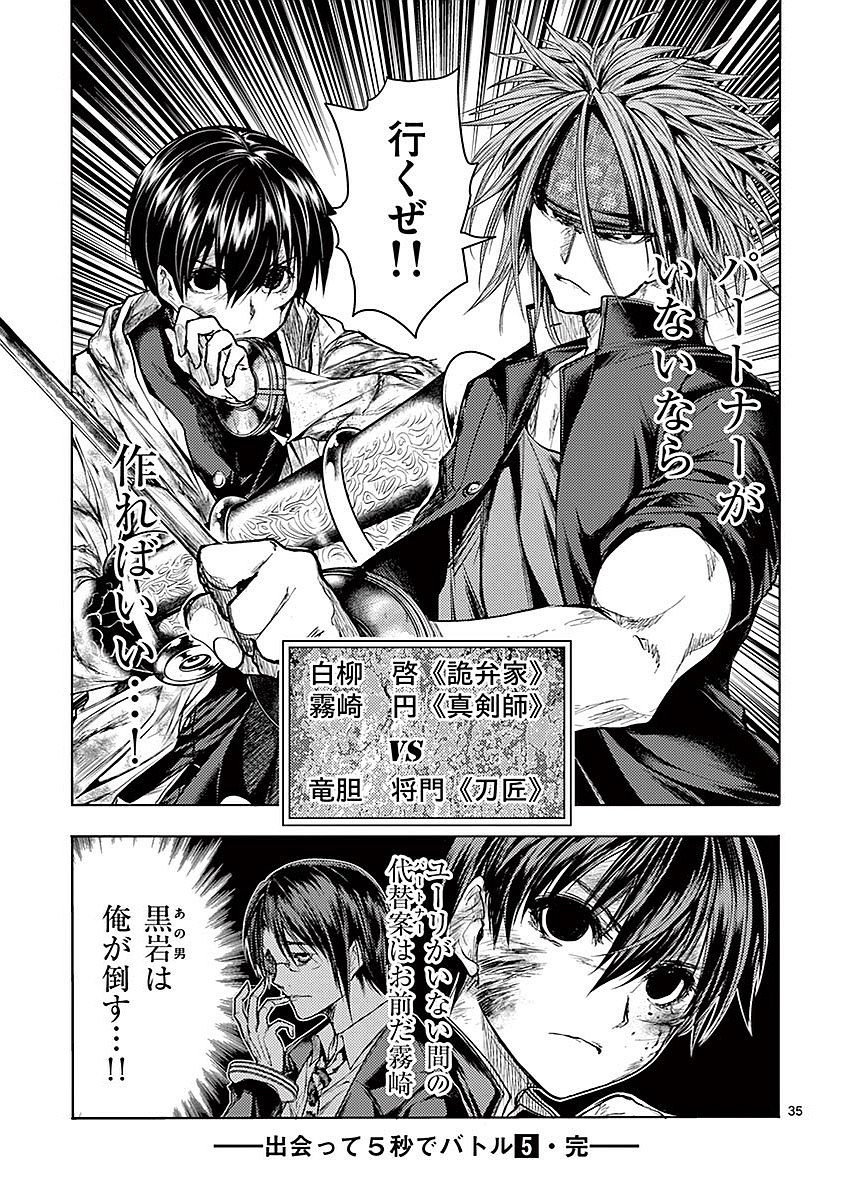 パートナーが
いないなら
行くぜ!!
作ればいい…!
白柳 啓《詭弁家》
霧崎 円《真剣師》
VS
竜胆 将門《刀匠》
ユーリがいない間の
代替案はお前だ霧崎
パートナー
黒岩は
あの男
俺が倒す…!!
35
出会って5秒でバトル5・完